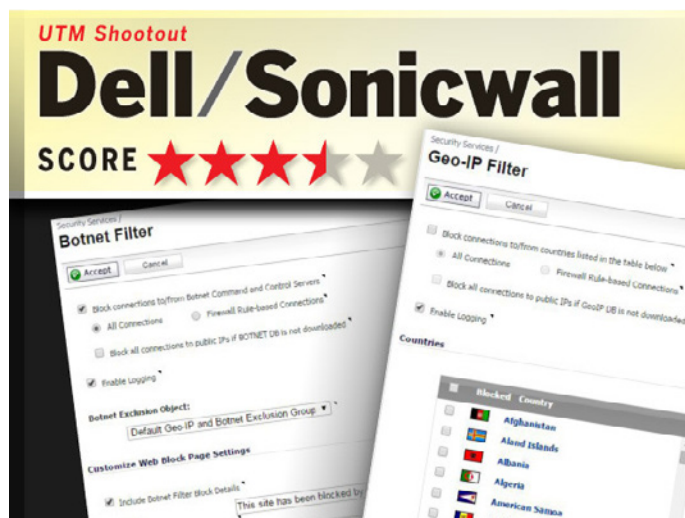 UTM Shootout
Dell/Sonicwall
SCORE
Security Services /
Botnet Filter
Accept Cancel
Block connections to/from Botnet Command and Control Servers
All Connections Firewall Rule-based Connections
Block all connections to public IPs if BOTNET DB is not downloaded
Enable Logging
Botnet Exclusion Object:
Default Geo-IP and Botnet Exclusion Group
Customize Web Block Page Settings
Include Botnet Filter Block Details
This site has been blocked by
Security Services /
Geo-IP Filter
Accept Cancel
Block connections to/from countries listed in the table below
All Connections Firewall Rule-based Connections
Block all connections to public IPs if GeoIP DB is not downloaded
Enable Logging
Countries
Blocked Country
Afghanistan
Aland Islands
Albania
Algeria
American Samoa